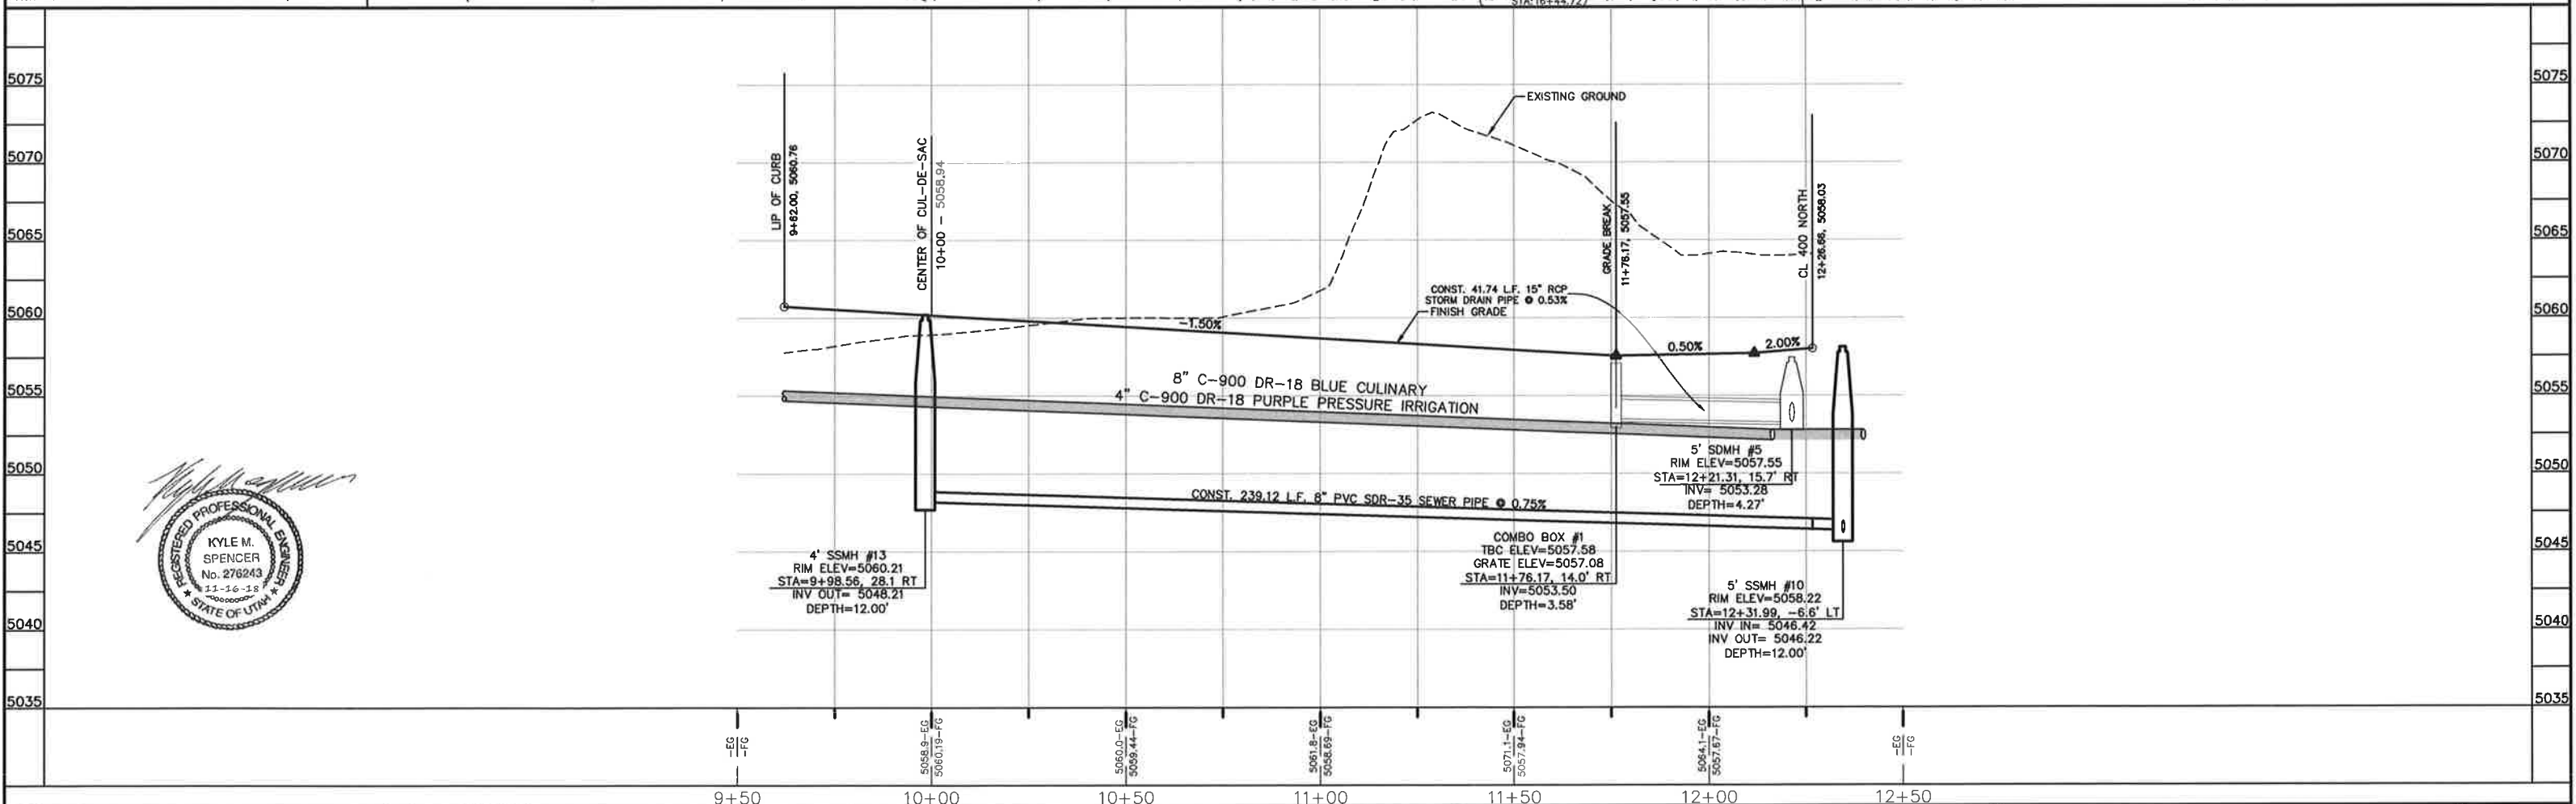 5075
5070
5065
5060
5055
5050
5045
5040
5035
5075
5070
5065
5060
5055
5050
5045
5040
5035
LIP OF CURB
9+62.00, 5060.76
CENTER OF CUL-DE-SAC
10+00 - 5058.94
EXISTING GROUND
GRADE BREAK
11+76.17, 5057.55
CL 400 NORTH
12+26.66, 5058.03
CONST. 41.74 L.F. 15" RCP
STORM DRAIN PIPE @ 0.53%
FINISH GRADE
-1.50%
0.50%
2.00%
8" C-900 DR-18 BLUE CULINARY
4" C-900 DR-18 PURPLE PRESSURE IRRIGATION
CONST. 239.12 L.F. 8" PVC SDR-35 SEWER PIPE @ 0.75%
5' SDMH #5
RIM ELEV=5057.55
STA=12+21.31, 15.7' RT
INV= 5053.28
DEPTH=4.27'
4' SSMH #13
RIM ELEV=5060.21
STA=9+98.56, 28.1 RT
INV OUT= 5048.21
DEPTH=12.00'
COMBO BOX #1
TBC ELEV=5057.58
GRATE ELEV=5057.08
STA=11+76.17, 14.0' RT
INV=5053.50
DEPTH=3.58'
5' SSMH #10
RIM ELEV=5058.22
STA=12+31.99, -6.6' LT
INV IN= 5046.42
INV OUT= 5046.22
DEPTH=12.00'
REGISTERED PROFESSIONAL ENGINEER
KYLE M.
SPENCER
No. 276243
11-16-18
STATE OF UTAH
-EG
-FG
5058.9-EG
5060.19-FG
5060.0-EG
5059.44-FG
5061.8-EG
5058.69-FG
5071.1-EG
5057.94-FG
5064.1-EG
5057.67-FG
-EG
-FG
9+50
10+00
10+50
11+00
11+50
12+00
12+50